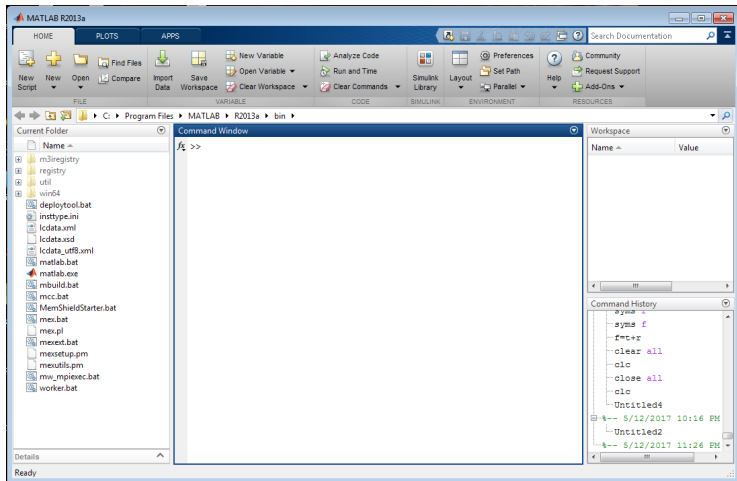 MATLAB R2013a
HOME PLOTS APPS Search Documentation
New Script New Open Find Files Compare Import Data Save Workspace New Variable Open Variable Clear Workspace Analyze Code Run and Time Clear Commands Simulink Library Layout Preferences Set Path Parallel Help Community Request Support Add-Ons
FILE VARIABLE CODE SIMULINK ENVIRONMENT RESOURCES
C: Program Files MATLAB R2013a bin
Current Folder
Name
m3iregistry
registry
util
win64
deploytool.bat
insttype.ini
lcdata.xml
lcdata.xsd
lcdata_utf8.xml
matlab.bat
matlab.exe
mbuild.bat
mcc.bat
MemShieldStarter.bat
mex.bat
mex.pl
mexext.bat
mexsetup.pm
mexutils.pm
mw_mpiexec.bat
worker.bat
Details
Command Window
fx >>
Workspace
Name Value
Command History
syms f
f=t+r
clear all
clc
close all
clc
Untitled4
%-- 5/12/2017 10:16 PM
Untitled2
%-- 5/12/2017 11:26 PM
Ready